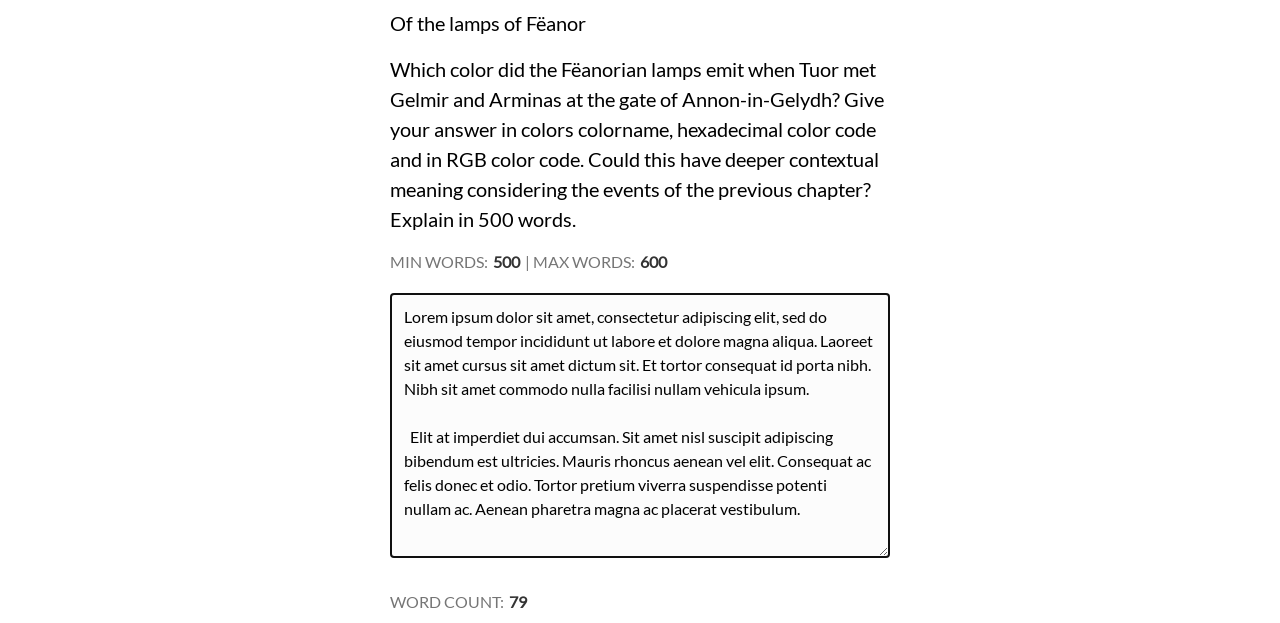 Of the lamps of Fëanor
Which color did the Fëanorian lamps emit when Tuor met
Gelmir and Arminas at the gate of Annon-in-Gelydh? Give
your answer in colors colorname, hexadecimal color code
and in RGB color code. Could this have deeper contextual
meaning considering the events of the previous chapter?
Explain in 500 words.
MIN WORDS: 500 | MAX WORDS: 600
Lorem ipsum dolor sit amet, consectetur adipiscing elit, sed do
eiusmod tempor incididunt ut labore et dolore magna aliqua. Laoreet
sit amet cursus sit amet dictum sit. Et tortor consequat id porta nibh.
Nibh sit amet commodo nulla facilisi nullam vehicula ipsum.
Elit at imperdiet dui accumsan. Sit amet nisl suscipit adipiscing
bibendum est ultricies. Mauris rhoncus aenean vel elit. Consequat ac
felis donec et odio. Tortor pretium viverra suspendisse potenti
nullam ac. Aenean pharetra magna ac placerat vestibulum.
WORD COUNT: 79